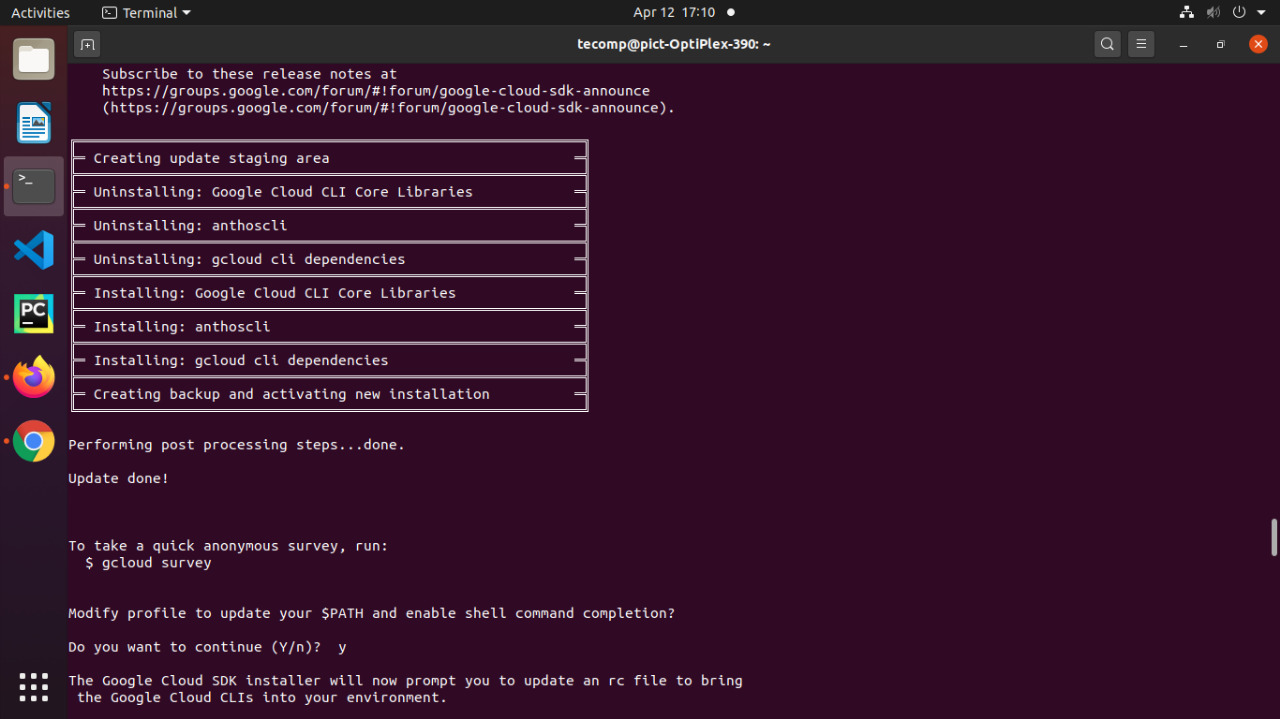 Activities
Terminal
Apr 12 17:10
tecomp@pict-OptiPlex-390: ~
Subscribe to these release notes at
https://groups.google.com/forum/#!forum/google-cloud-sdk-announce
(https://groups.google.com/forum/#!forum/google-cloud-sdk-announce).
Creating update staging area
Uninstalling: Google Cloud CLI Core Libraries
Uninstalling: anthoscli
Uninstalling: gcloud cli dependencies
Installing: Google Cloud CLI Core Libraries
Installing: anthoscli
Installing: gcloud cli dependencies
Creating backup and activating new installation
Performing post processing steps...done.
Update done!
To take a quick anonymous survey, run:
$ gcloud survey
Modify profile to update your $PATH and enable shell command completion?
Do you want to continue (Y/n)? y
The Google Cloud SDK installer will now prompt you to update an rc file to bring
the Google Cloud CLIs into your environment.
>_
PC